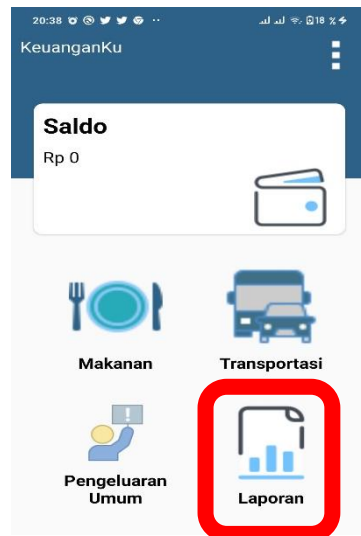 20:38
18 %
KeuanganKu
Saldo
Rp 0
Makanan
Transportasi
Pengeluaran
Umum
Laporan